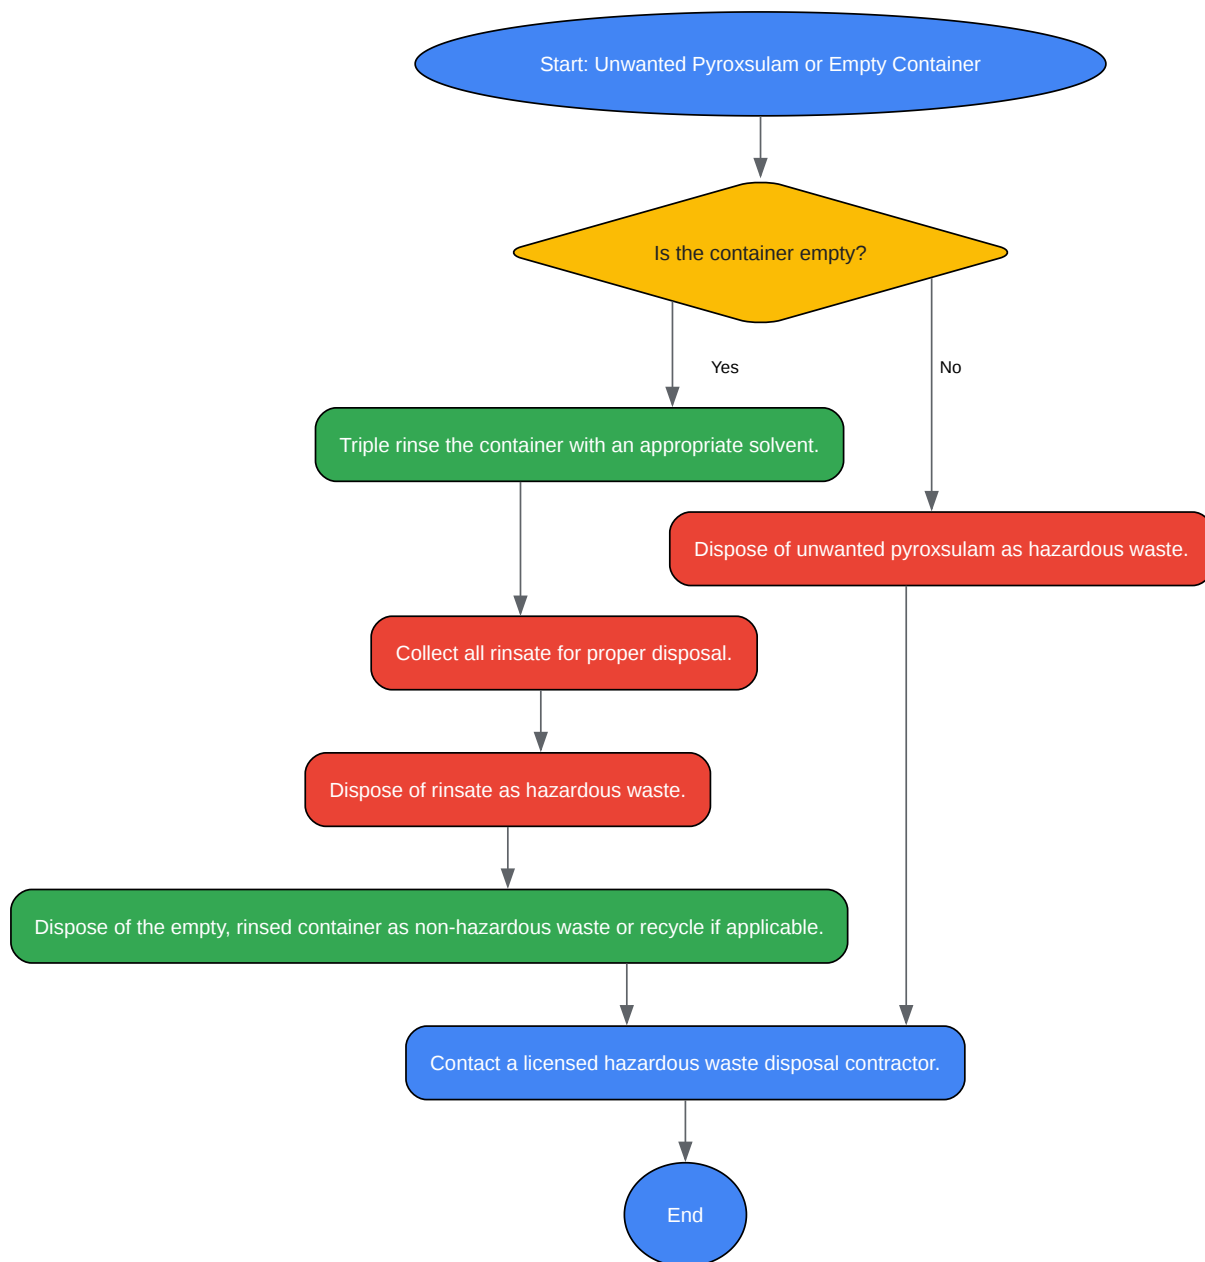 Start: Unwanted Pyroxsulam or Empty Container
Is the container empty?
Yes
No
Triple rinse the container with an appropriate solvent.
Dispose of unwanted pyroxsulam as hazardous waste.
Collect all rinsate for proper disposal.
Dispose of rinsate as hazardous waste.
Dispose of the empty, rinsed container as non-hazardous waste or recycle if applicable.
Contact a licensed hazardous waste disposal contractor.
End